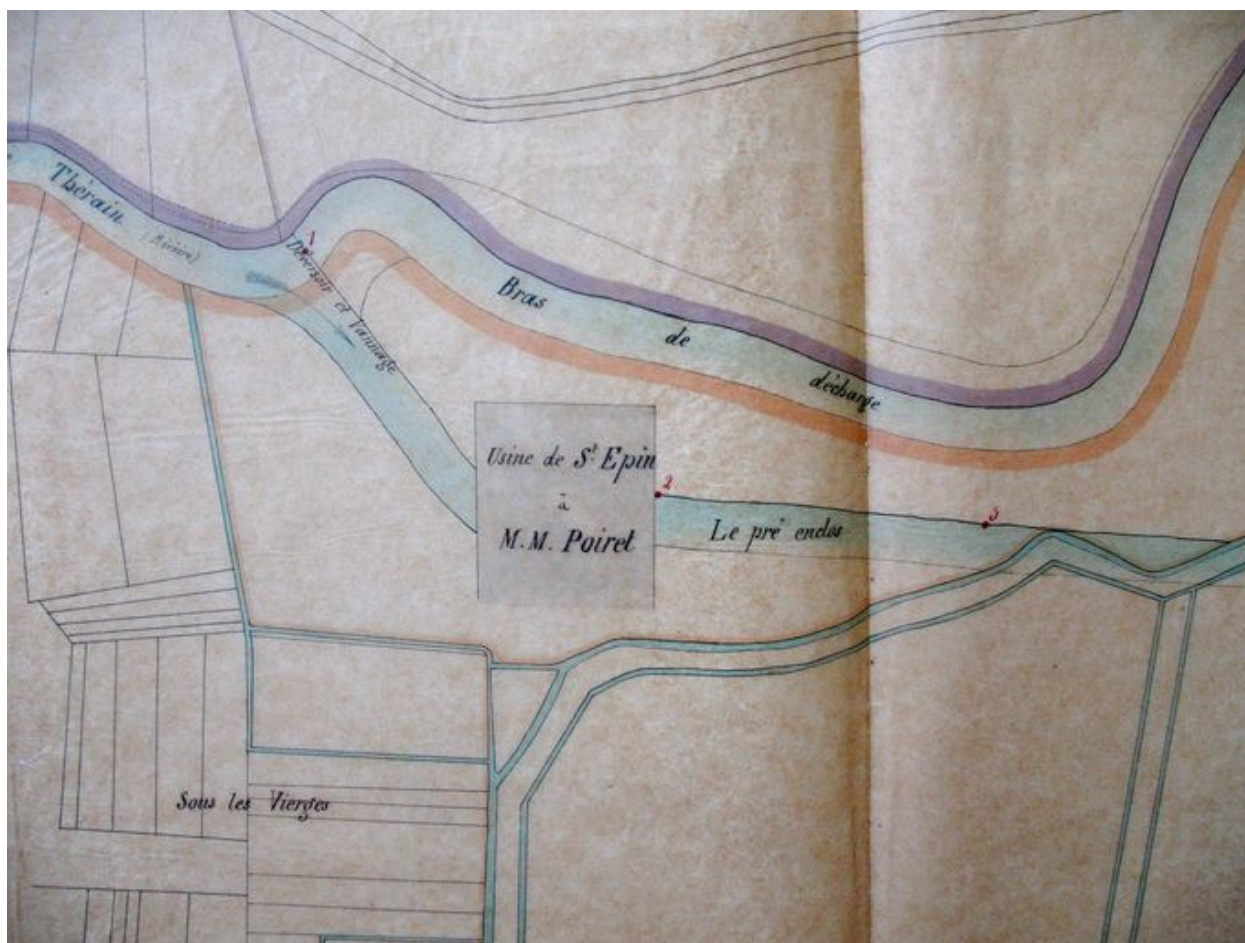 Thérain
(Rivière)
1
Déversoir et Vannage
Bras de décharge
Usine de St Epin
à
M.M. Poiret
2
3
Le pré enclos
Sous les Vierges